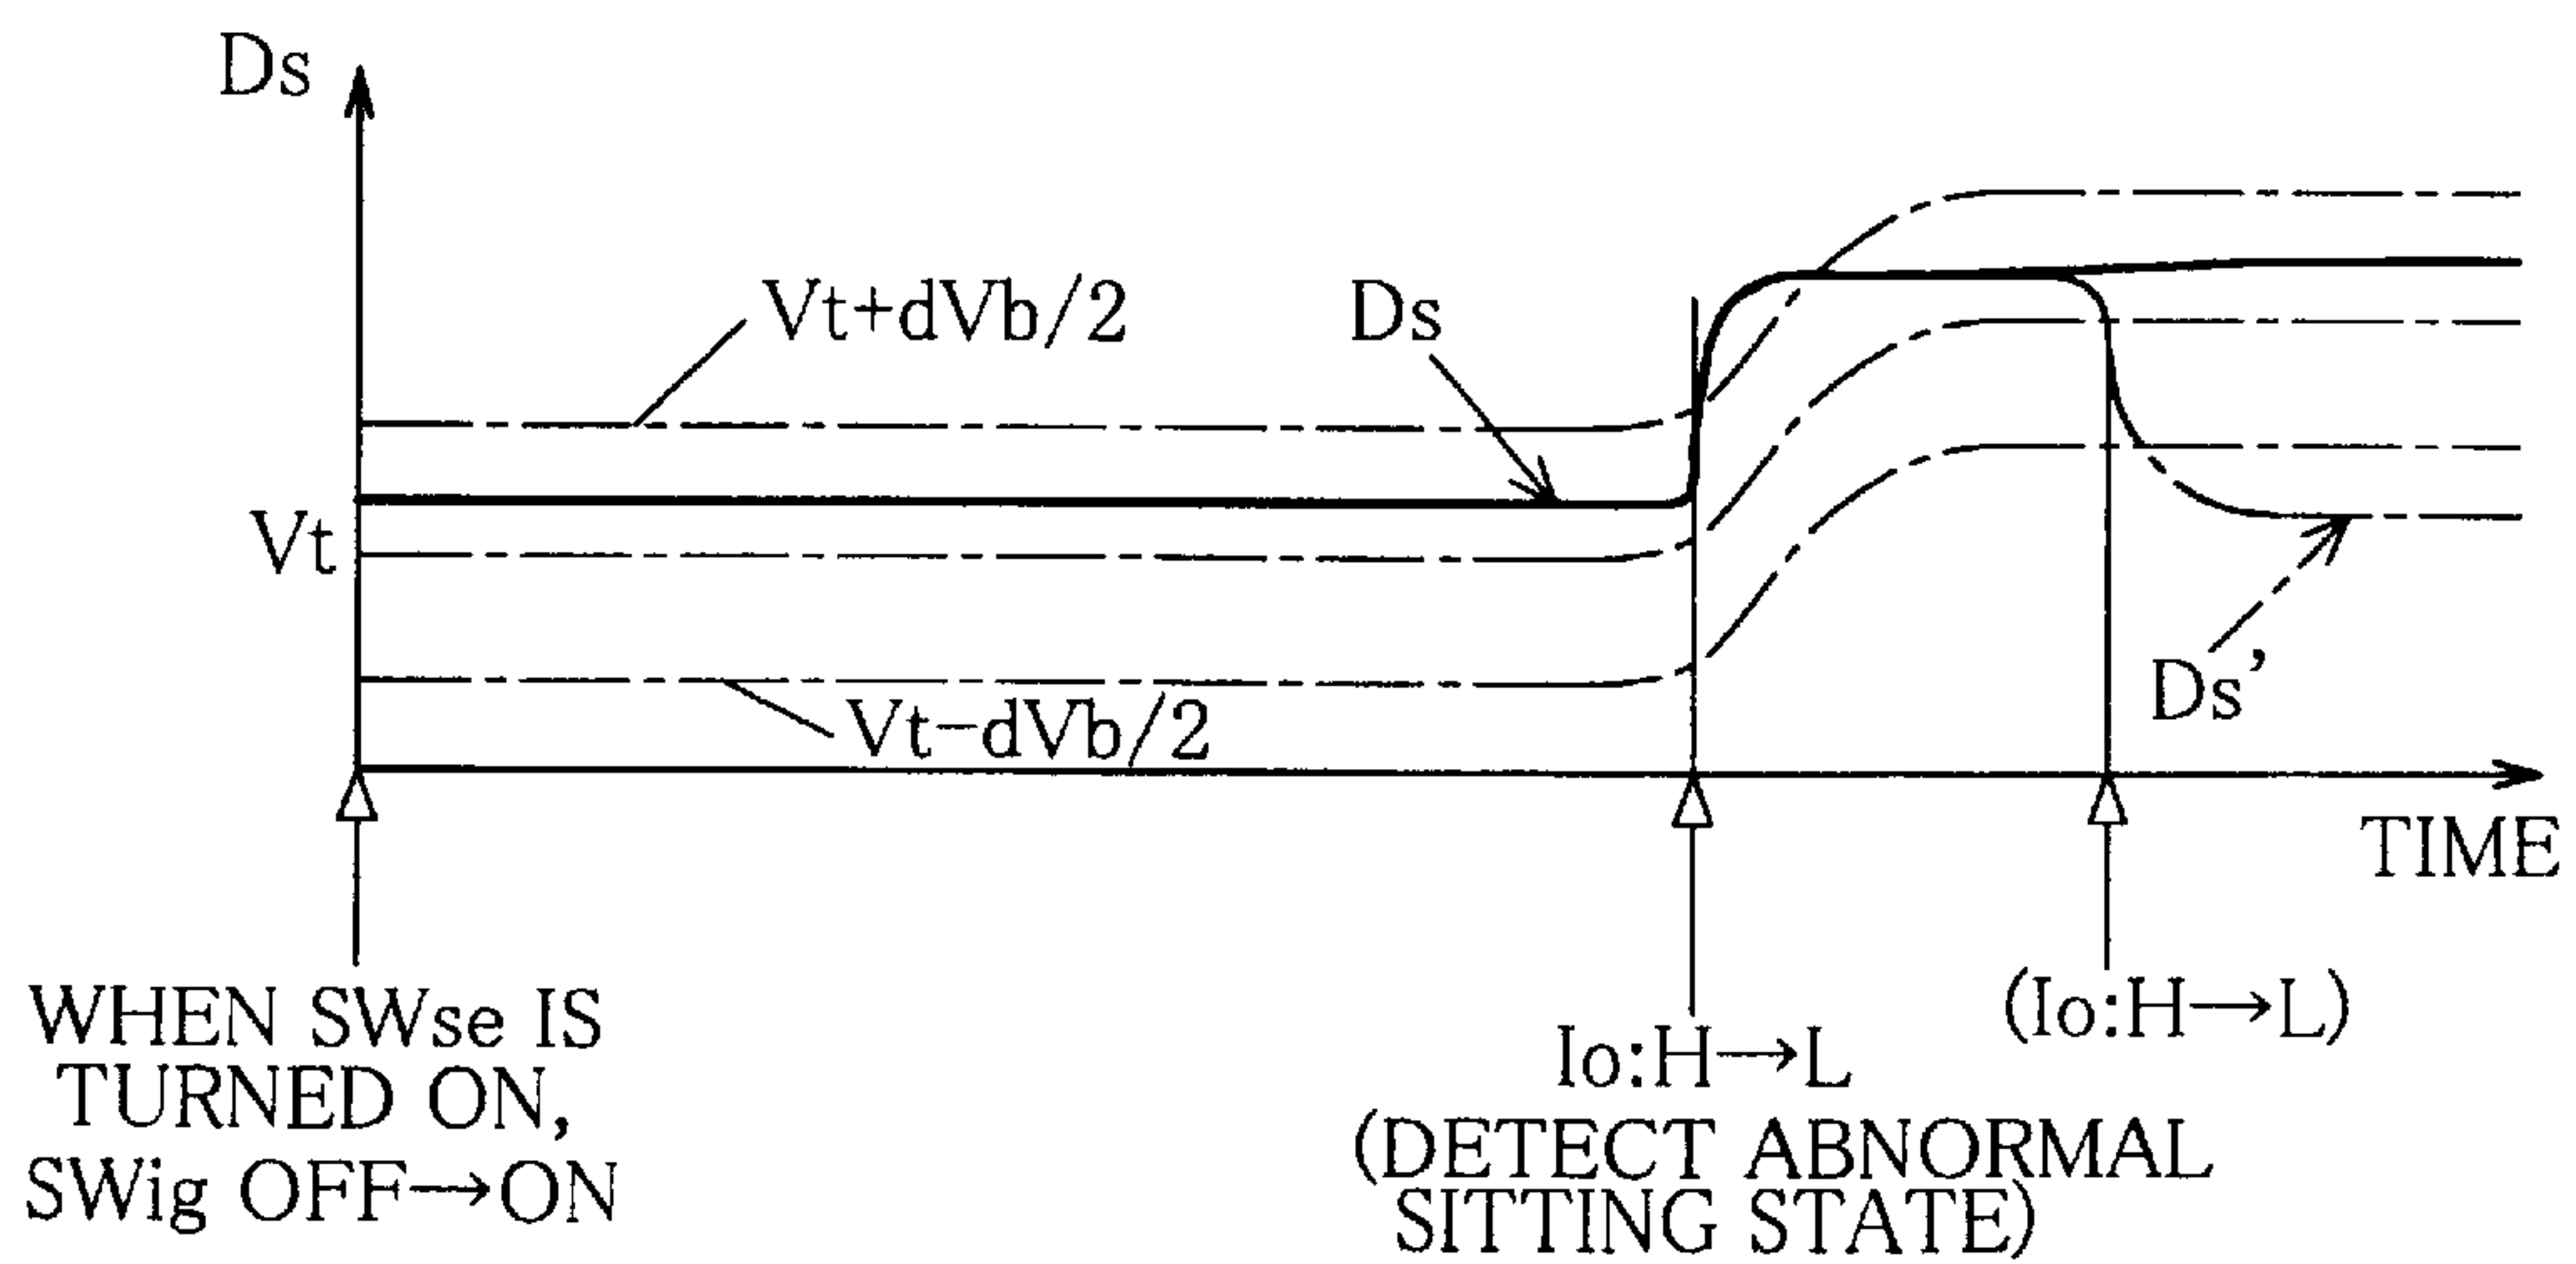 Ds
Vt+dVb/2
Ds
Vt
Vt−dVb/2
Ds’
TIME
WHEN SWse IS
TURNED ON,
SWig OFF→ON
Io:H→L
(DETECT ABNORMAL
SITTING STATE)
(Io:H→L)